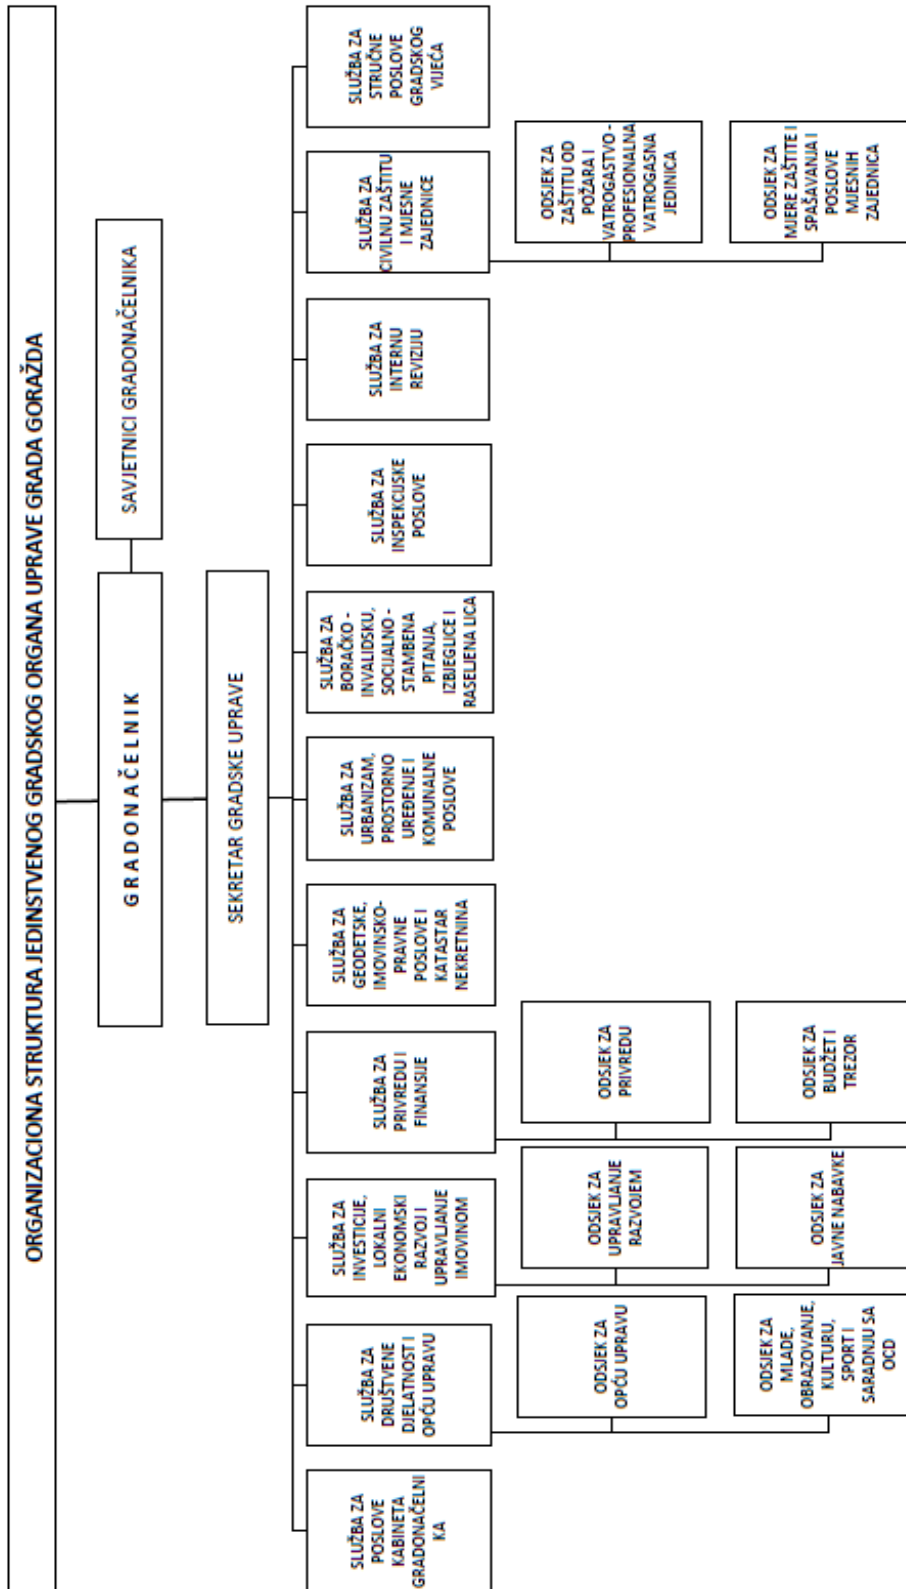 ORGANIZACIONA STRUKTURA JEDINSTVENOG GRADSKOG ORGANA UPRAVE GRADA GORAŽDA
GRADONAČELNIK
SAVJETNICI GRADONAČELNIKA
SEKRETAR GRADSKE UPRAVE
SLUŽBA ZA
POSLOVE
KABINETA
GRADONAČELNI
KA
SLUŽBA ZA
DRUŠTVENE
DJELATNOSTI I
OPĆU UPRAVU
SLUŽBA ZA
INVESTICIJE,
LOKALNI
EKONOMSKI
RAZVOJ I
UPRAVLJANJE
IMOVINOM
SLUŽBA ZA
PRIVREDU I
FINANSIJE
SLUŽBA ZA
GEODETSKE,
IMOVINSKO-
PRAVNE
POSLOVE I
KATASTAR
NEKRETNINA
SLUŽBA ZA
URBANIZAM,
PROSTORNO
UREĐENJE I
KOMUNALNE
POSLOVE
SLUŽBA ZA
BORAČKO -
INVALIDSKU,
SOCIJALNO -
STAMBENA
PITANJA,
IZBJEGLICE I
RASELJENA LICA
SLUŽBA ZA
INSPEKCIJSKE
POSLOVE
SLUŽBA ZA
INTERNU
REVIZIJU
SLUŽBA ZA
CIVILNU ZAŠTITU
I MJESNE
ZAJEDNICE
SLUŽBA ZA
STRUČNE
POSLOVE
GRADSKOG
VIJEĆA
ODSJEK ZA
OPĆU UPRAVU
ODSJEK ZA
UPRAVLJANJE
RAZVOJEM
ODSJEK ZA
PRIVREDU
ODSJEK ZA
ZAŠTITU OD
POŽARA I
VATROGASTVO -
PROFESIONALNA
VATROGASNA
JEDINICA
ODSJEK ZA
MLADE,
OBRAZOVANJE,
KULTURU,
SPORT I
SARADNJU SA
OCD
ODSJEK ZA
JAVNE NABAVKE
ODSJEK ZA
BUDŽET I
TREZOR
ODSJEK ZA
MJERE ZAŠTITE I
SPAŠAVANJA I
POSLOVE
MJESNIH
ZAJEDNICA